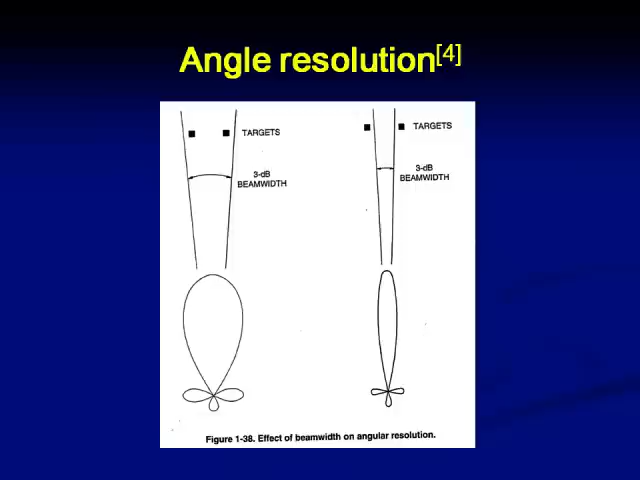 Angle resolution[4]
TARGETS
3-dB
BEAMWIDTH
TARGETS
3-dB
BEAMWIDTH
Figure 1-38. Effect of beamwidth on angular resolution.